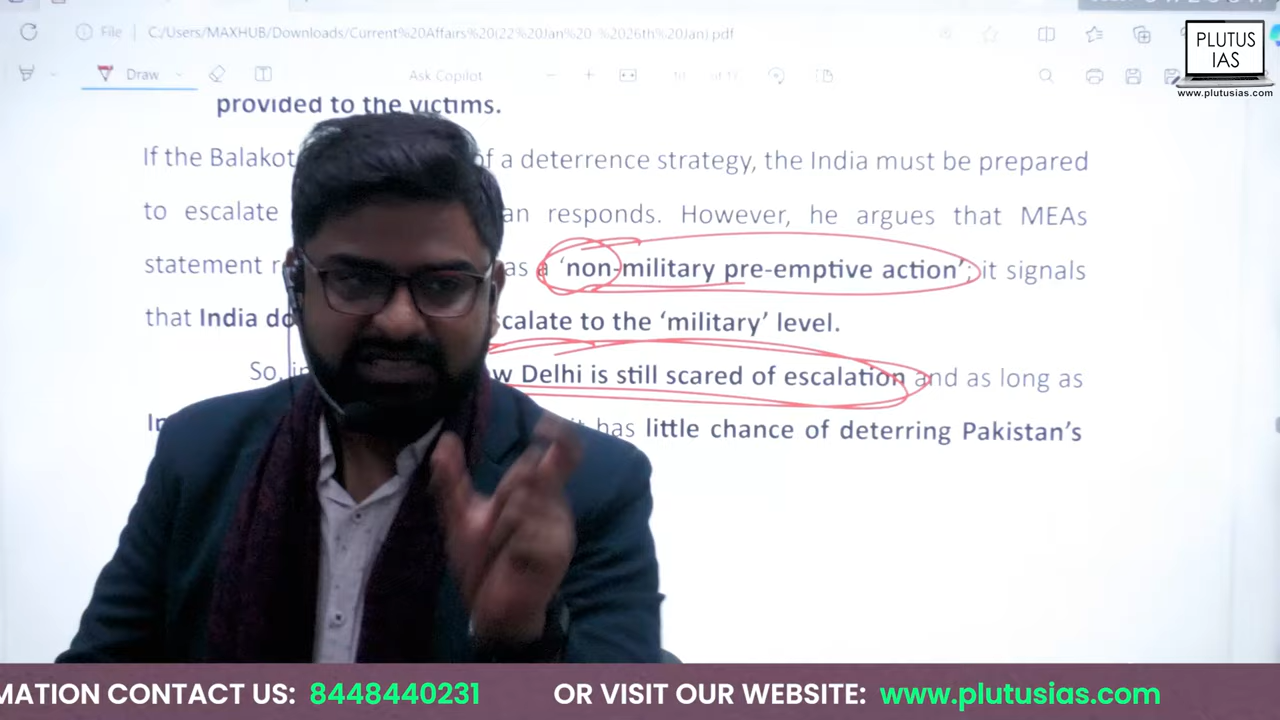 File C:/Users/MAXHUB/Downloads/Current%20Affairs%20(22%20Jan%20 %2026th%20Jan).pdf
PLUTUS
IAS
www.plutusias.com
Draw Ask Copilot
provided to the victims.
If the Balakot of a deterrence strategy, the India must be prepared
to escalate responds. However, he argues that MEAs
statement as a ‘non-military pre-emptive action’; it signals
that India scalate to the ‘military’ level.
So, Delhi is still scared of escalation and as long as
has little chance of deterring Pakistan’s
MATION CONTACT US: 8448440231 OR VISIT OUR WEBSITE: www.plutusias.com